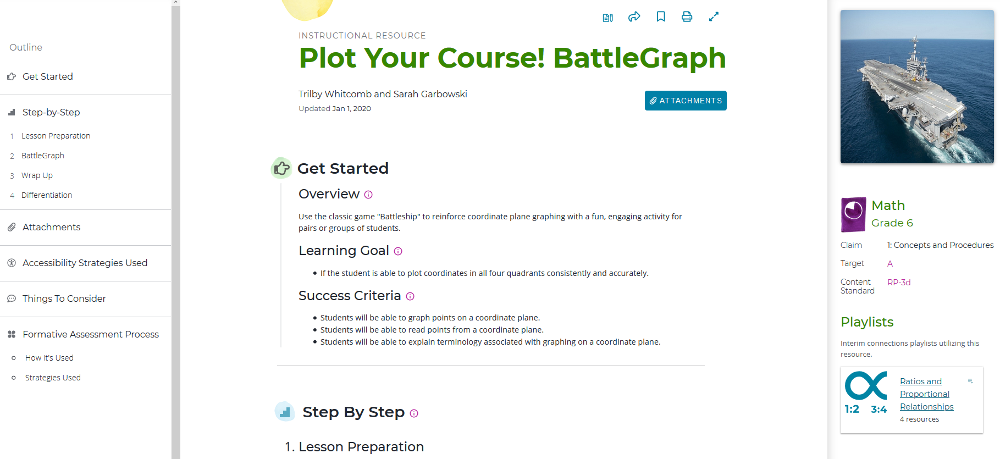 Outline
Get Started
Step-by-Step
1 Lesson Preparation
2 BattleGraph
3 Wrap Up
4 Differentiation
Attachments
Accessibility Strategies Used
Things To Consider
Formative Assessment Process
How It's Used
Strategies Used
INSTRUCTIONAL RESOURCE
Plot Your Course! BattleGraph
Trilby Whitcomb and Sarah Garbowski
Updated Jan 1, 2020
ATTACHMENTS
Get Started
Overview
Use the classic game "Battleship" to reinforce coordinate plane graphing with a fun, engaging activity for
pairs or groups of students.
Learning Goal
• If the student is able to plot coordinates in all four quadrants consistently and accurately.
Success Criteria
• Students will be able to graph points on a coordinate plane.
• Students will be able to read points from a coordinate plane.
• Students will be able to explain terminology associated with graphing on a coordinate plane.
Step By Step
1. Lesson Preparation
Math
Grade 6
Claim 1: Concepts and Procedures
Target A
Content
Standard RP-3d
Playlists
Interim connections playlists utilizing this
resource.
1:2 3:4
Ratios and
Proportional
Relationships
4 resources